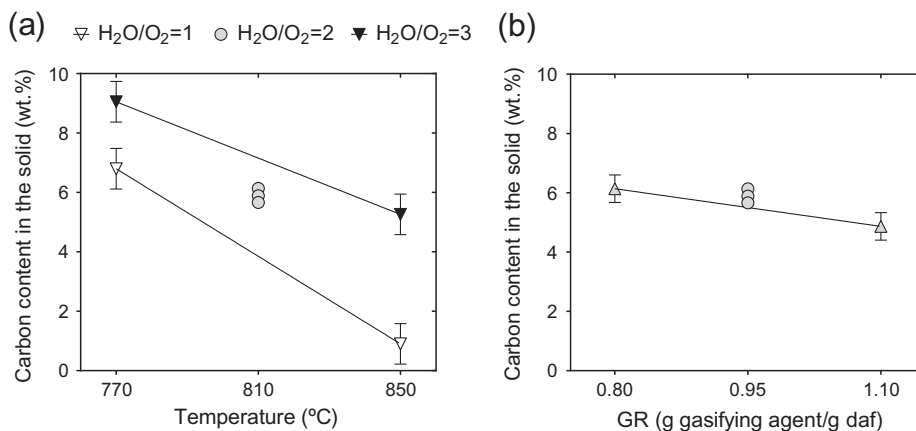 (a) ▽ H₂O/O₂=1 ○ H₂O/O₂=2 ▼ H₂O/O₂=3
Carbon content in the solid (wt.%)
10
8
6
4
2
0
770 810 850
Temperature (ºC)
(b)
Carbon content in the solid (wt.%)
10
8
6
4
2
0
0.80 0.95 1.10
GR (g gasifying agent/g daf)